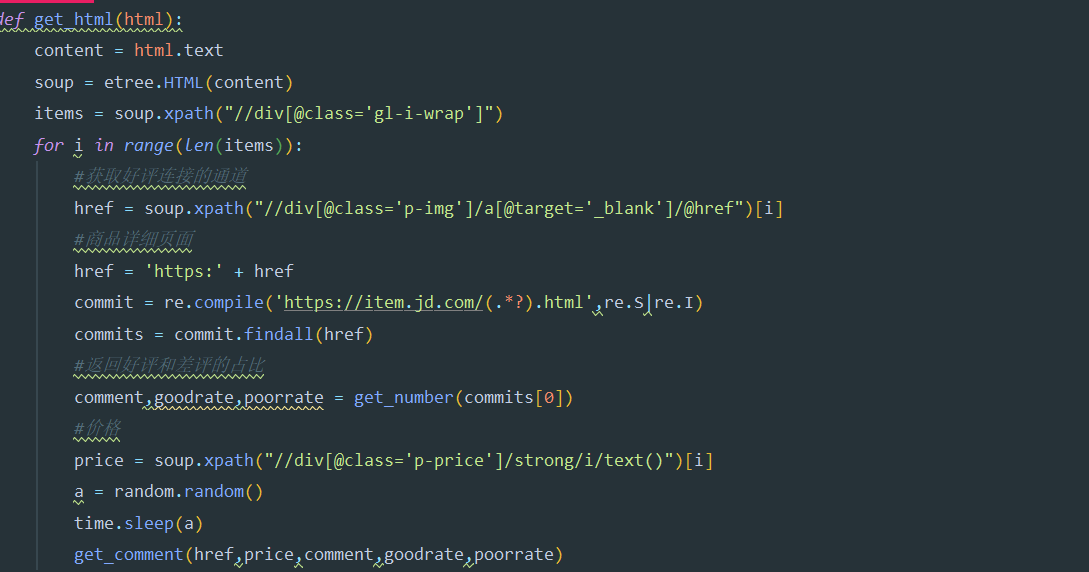 def get_html(html):
    content = html.text
    soup = etree.HTML(content)
    items = soup.xpath("//div[@class='gl-i-wrap']")
    for i in range(len(items)):
        #获取好评连接的通道
        href = soup.xpath("//div[@class='p-img']/a[@target='_blank']/@href")[i]
        #商品详细页面
        href = 'https:' + href
        commit = re.compile('https://item.jd.com/(.*?).html',re.S|re.I)
        commits = commit.findall(href)
        #返回好评和差评的占比
        comment,goodrate,poorrate = get_number(commits[0])
        #价格
        price = soup.xpath("//div[@class='p-price']/strong/i/text()")[i]
        a = random.random()
        time.sleep(a)
        get_comment(href,price,comment,goodrate,poorrate)